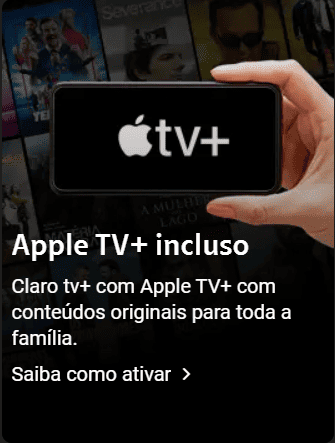 Severance
tv+
A MULHER
LAGO
Apple TV+ incluso
Claro tv+ com Apple TV+ com
conteúdos originais para toda a
família.
Saiba como ativar >